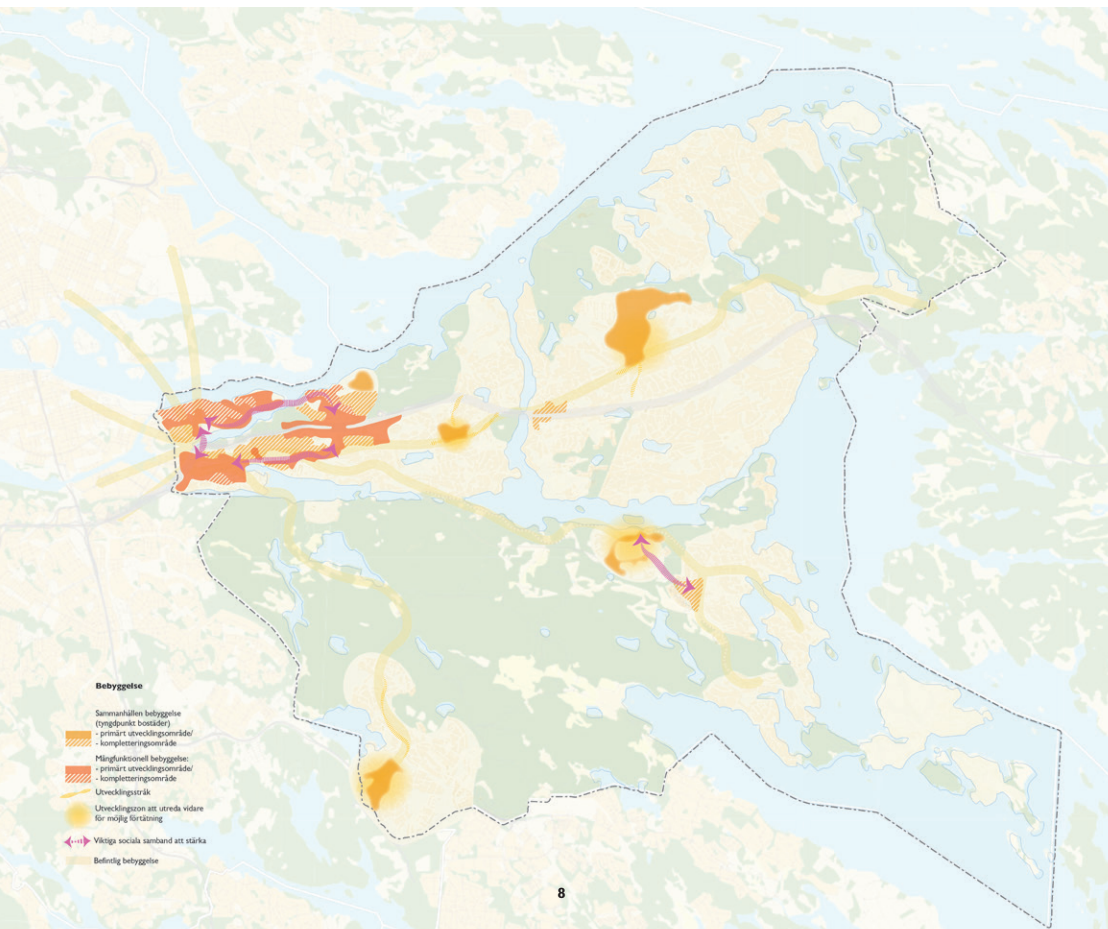 Bebyggelse
Sammanhållen bebyggelse
(tyngdpunkt bostäder)
- primärt utvecklingsområde/
- kompletteringsområde
Mångfunktionell bebyggelse:
- primärt utvecklingsområde/
- kompletteringsområde
Utvecklingsstråk
Utvecklingszon att utreda vidare
för möjlig förtätning
Viktiga sociala samband att stärka
Befintlig bebyggelse
8